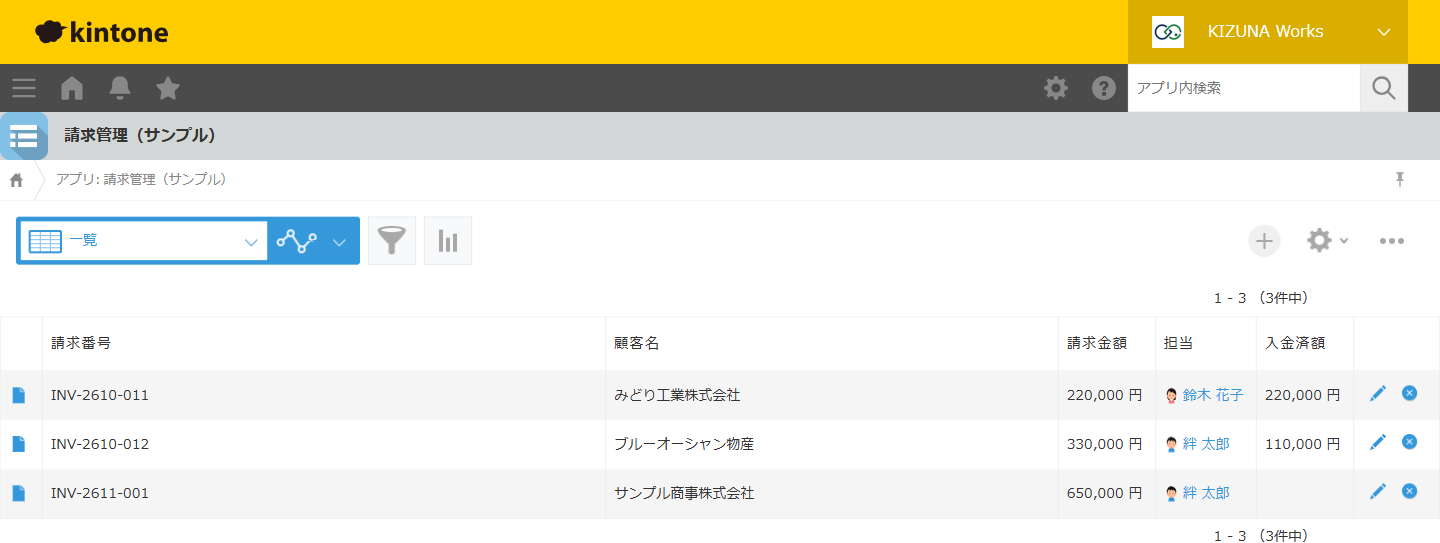 kintone
KIZUNA Works
アプリ内検索
請求管理（サンプル）
アプリ: 請求管理（サンプル）
一覧
1 - 3 （3件中）
請求番号 顧客名 請求金額 担当 入金済額
INV-2610-011 みどり工業株式会社 220,000 円 鈴木 花子 220,000 円
INV-2610-012 ブルーオーシャン物産 330,000 円 絆 太郎 110,000 円
INV-2611-001 サンプル商事株式会社 650,000 円 絆 太郎
1 - 3 （3件中）